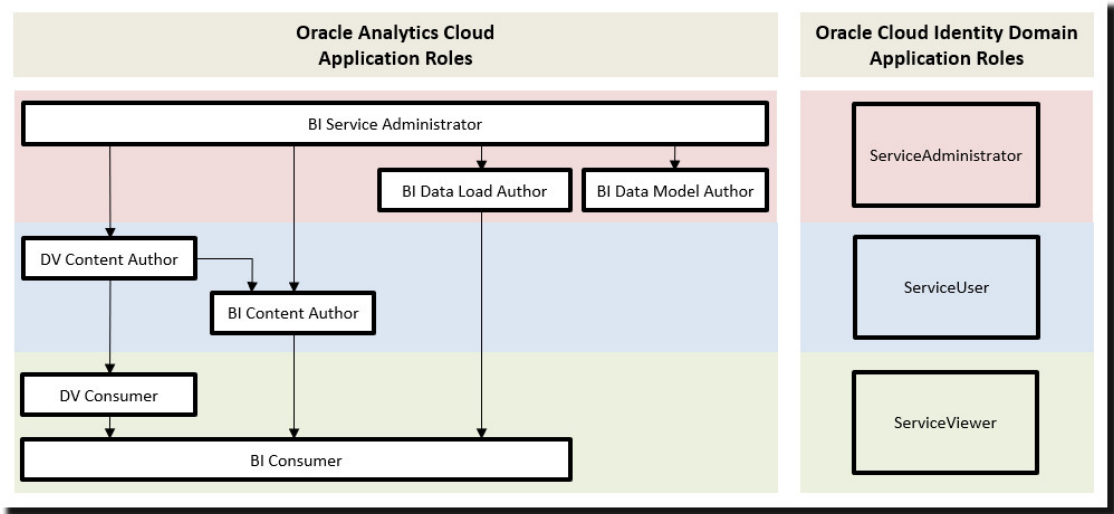 Oracle Analytics Cloud
Application Roles
Oracle Cloud Identity Domain
Application Roles
BI Service Administrator
ServiceAdministrator
BI Data Load Author
BI Data Model Author
DV Content Author
ServiceUser
BI Content Author
DV Consumer
ServiceViewer
BI Consumer